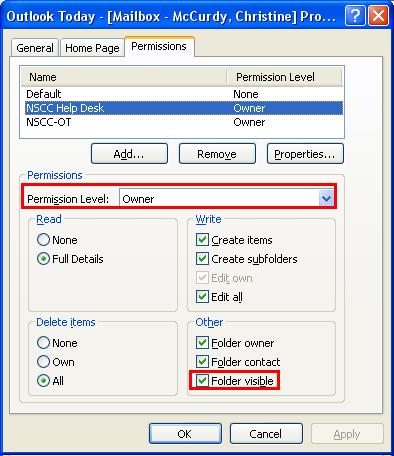 Outlook Today - [Mailbox - McCurdy, Christine] Pro...
General Home Page Permissions
Name Permission Level
Default None
NSCC Help Desk Owner
NSCC-OT Owner
Add... Remove Properties...
Permissions
Permission Level: Owner
Read
None
Full Details
Write
Create items
Create subfolders
Edit own
Edit all
Delete items
None
Own
All
Other
Folder owner
Folder contact
Folder visible
OK Cancel Apply